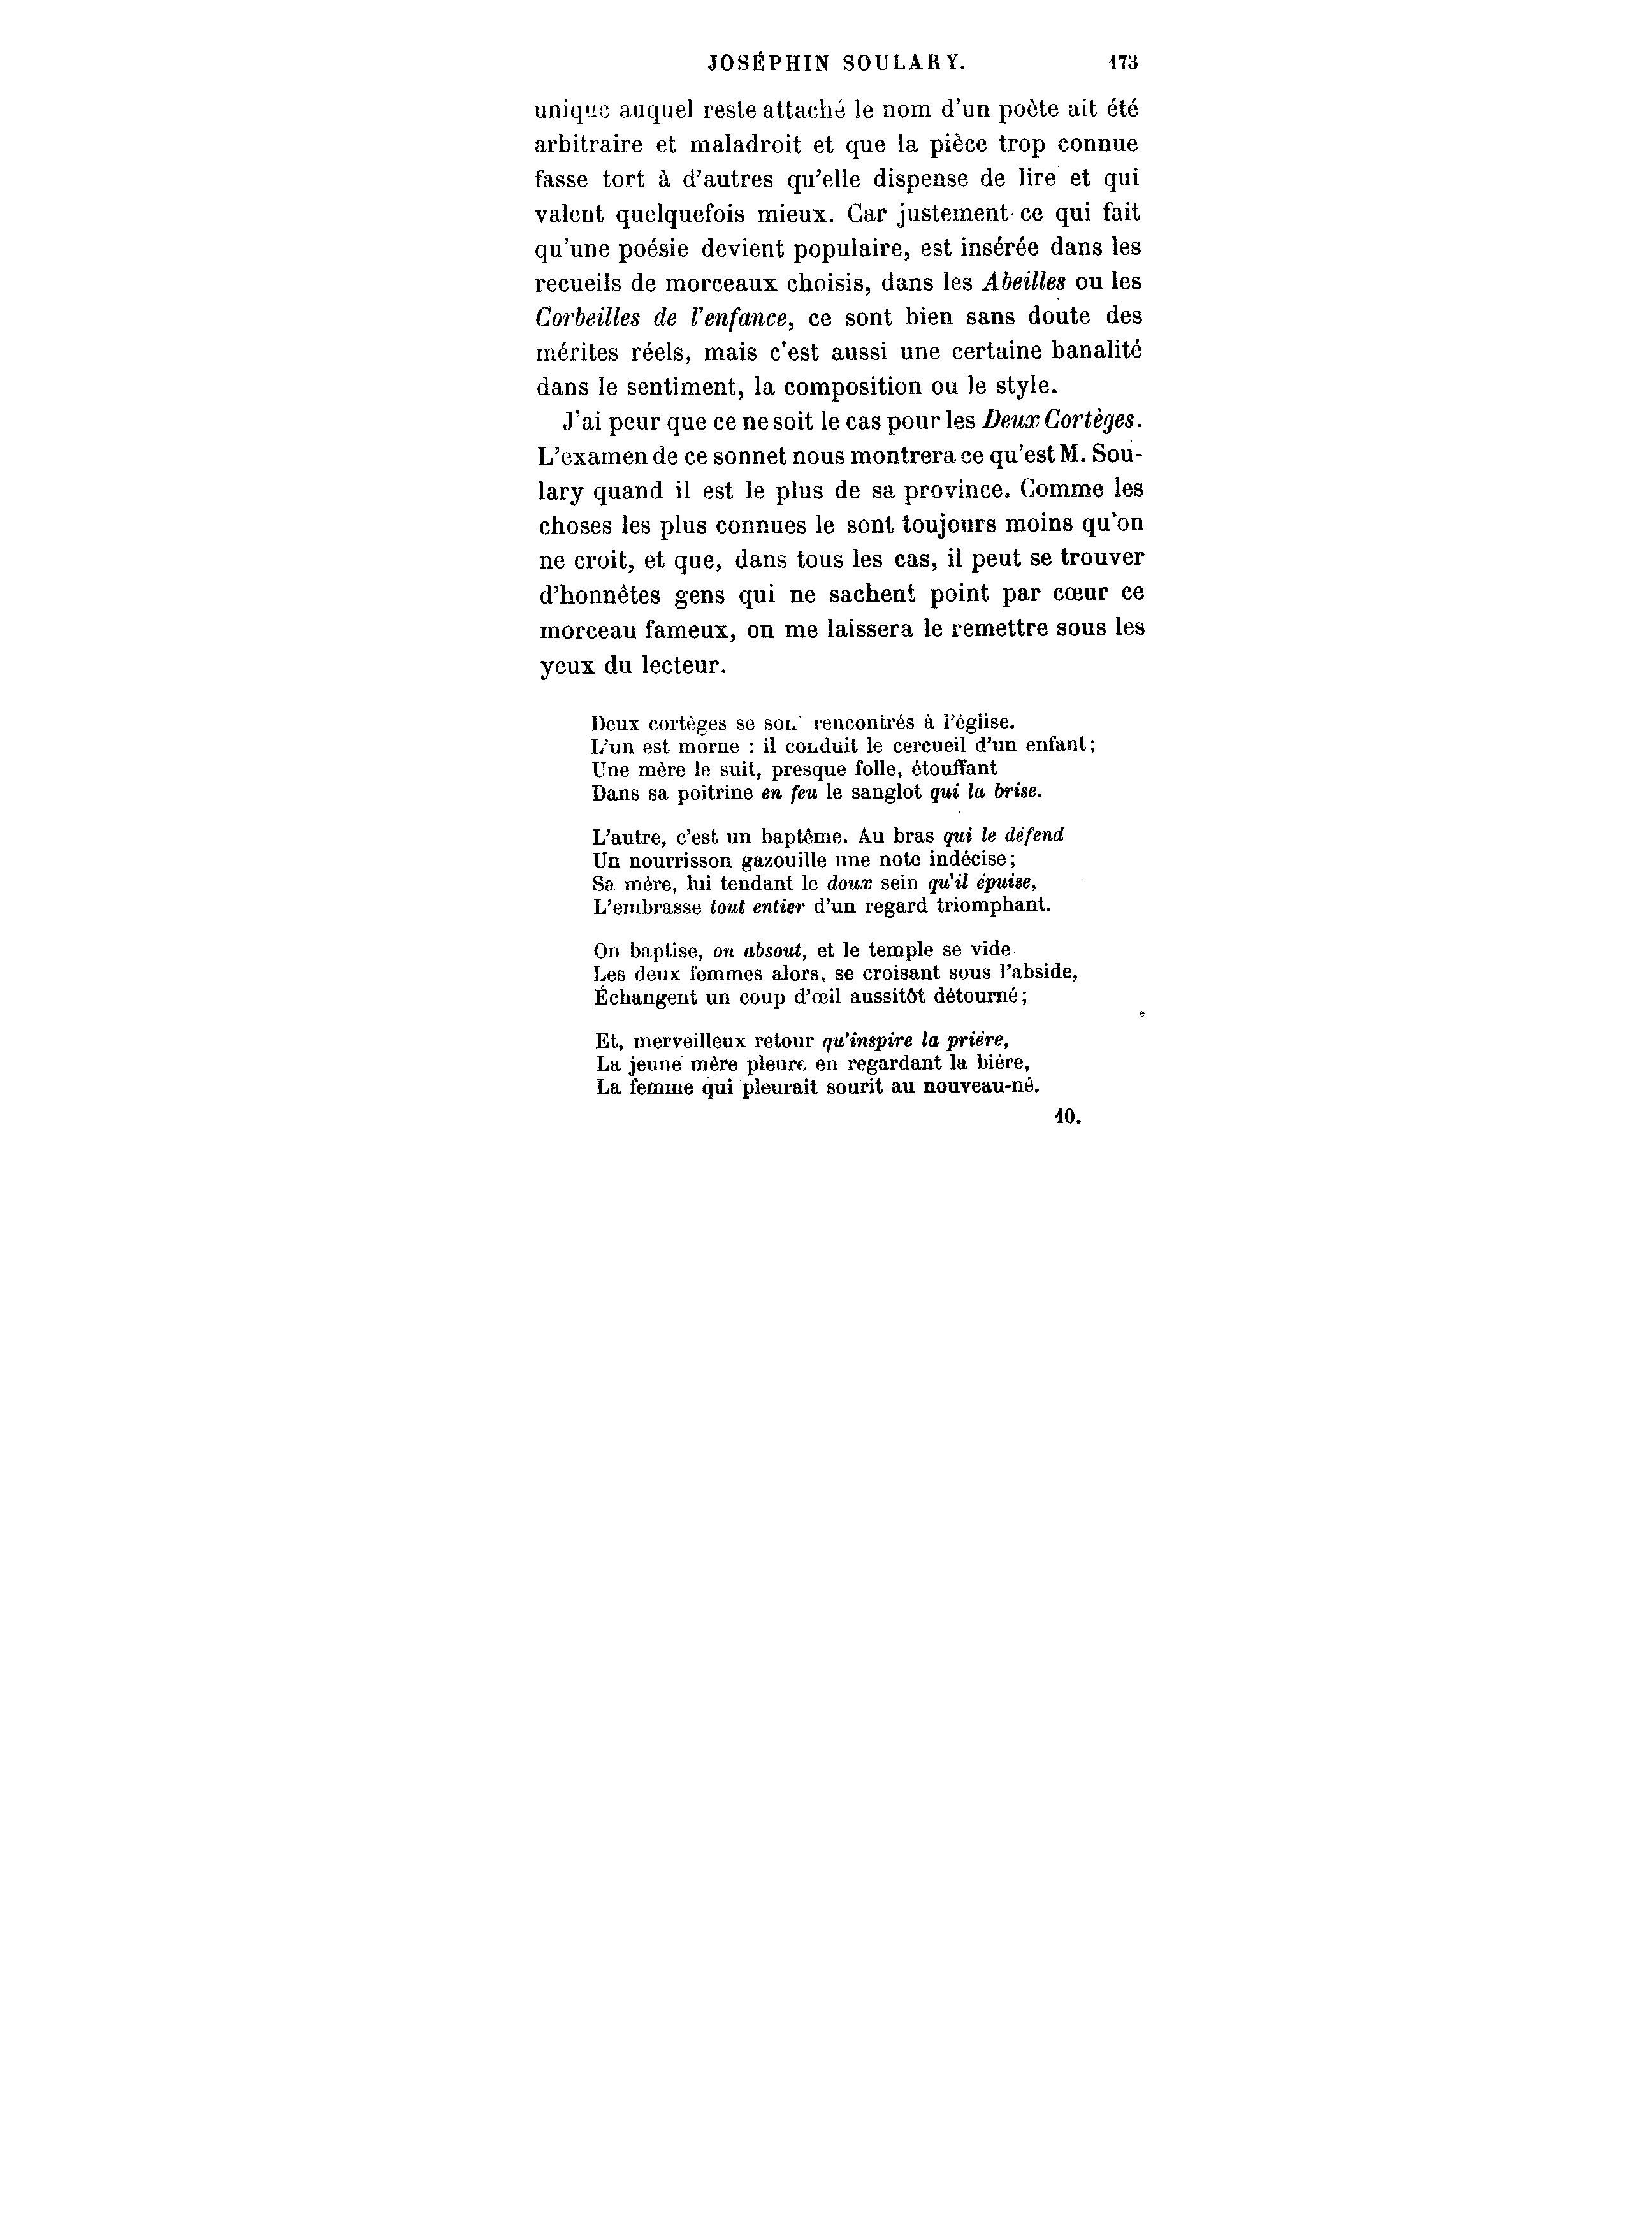 JOSÉPHIN SOULARY. 173
unique auquel reste attaché le nom d'un poète ait été
arbitraire et maladroit et que la pièce trop connue
fasse tort à d'autres qu'elle dispense de lire et qui
valent quelquefois mieux. Car justement ce qui fait
qu'une poésie devient populaire, est insérée dans les
recueils de morceaux choisis, dans les Abeilles ou les
Corbeilles de l'enfance, ce sont bien sans doute des
mérites réels, mais c'est aussi une certaine banalité
dans le sentiment, la composition ou le style.
J'ai peur que ce ne soit le cas pour les Deux Cortèges.
L'examen de ce sonnet nous montrera ce qu'est M. Sou-
lary quand il est le plus de sa province. Comme les
choses les plus connues le sont toujours moins qu'on
ne croit, et que, dans tous les cas, il peut se trouver
d'honnêtes gens qui ne sachent point par cœur ce
morceau fameux, on me laissera le remettre sous les
yeux du lecteur.
Deux cortèges se sont rencontrés à l'église.
L'un est morne : il conduit le cercueil d'un enfant;
Une mère le suit, presque folle, étouffant
Dans sa poitrine en feu le sanglot qui la brise.
L'autre, c'est un baptême. Au bras qui le défend
Un nourrisson gazouille une note indécise;
Sa mère, lui tendant le doux sein qu'il épuise,
L'embrasse tout entier d'un regard triomphant.
On baptise, on absout, et le temple se vide
Les deux femmes alors, se croisant sous l'abside,
Échangent un coup d'œil aussitôt détourné;
Et, merveilleux retour qu'inspire la prière,
La jeune mère pleure en regardant la bière,
La femme qui pleurait sourit au nouveau-né.
10.